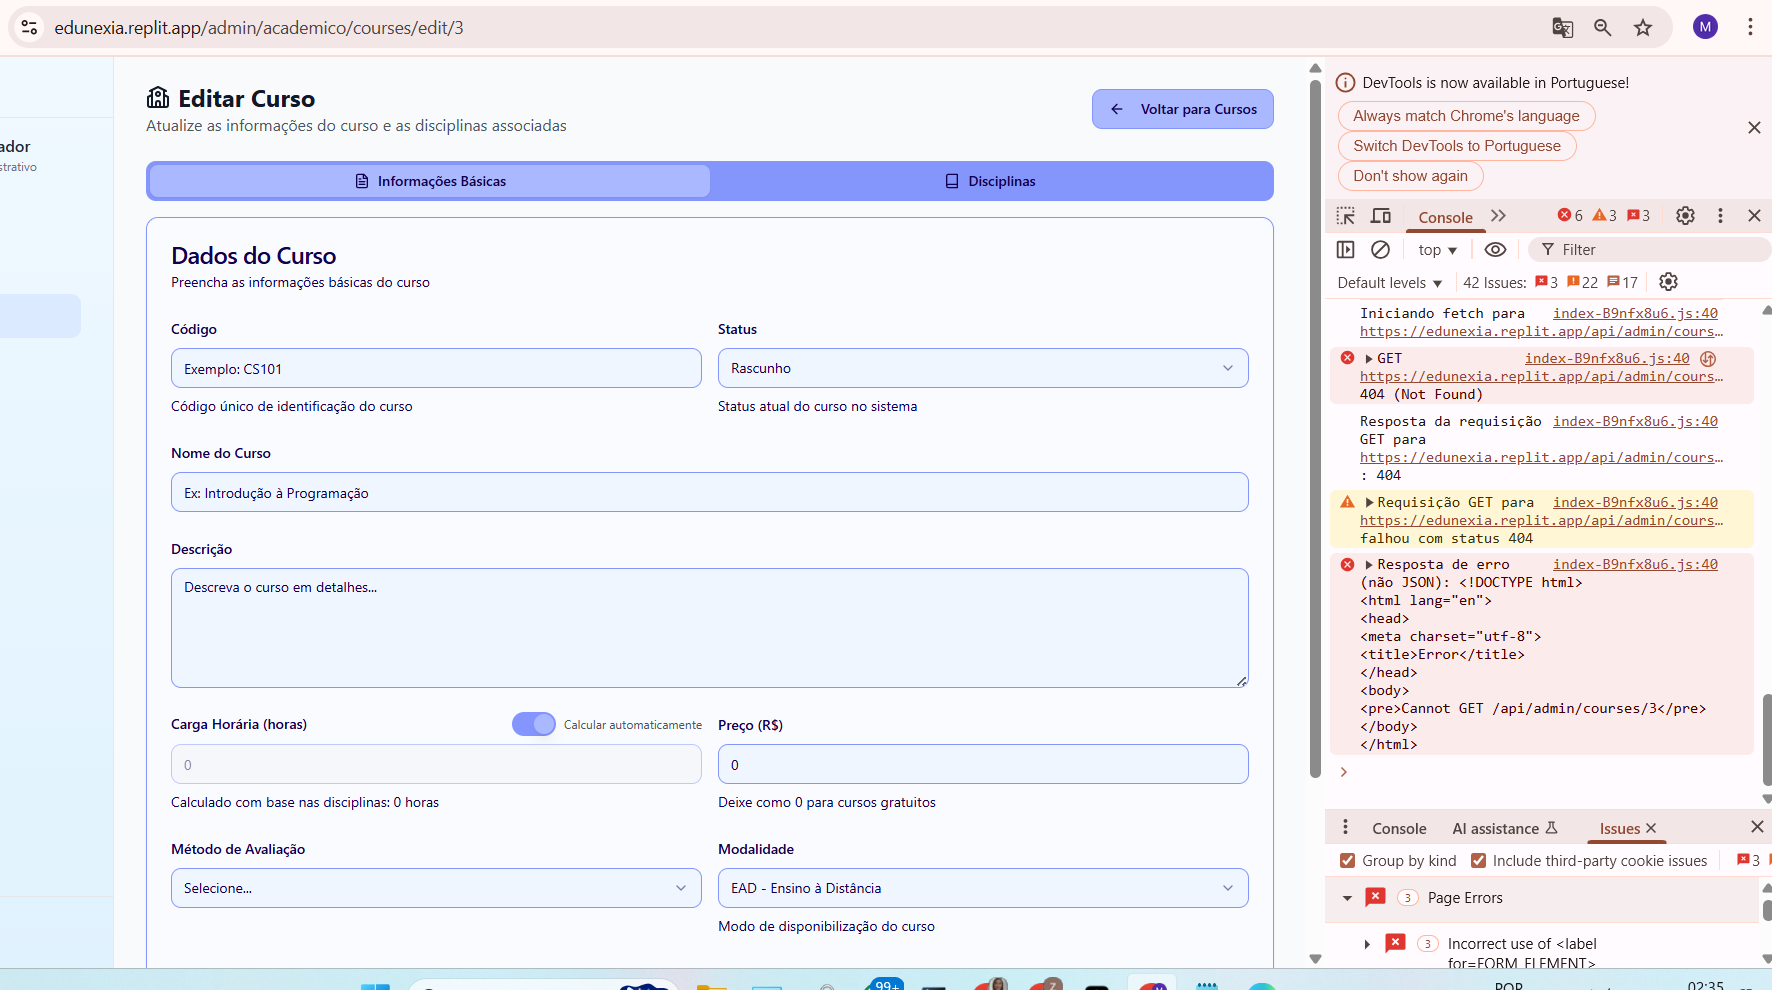 edunexia.replit.app/admin/academico/courses/edit/3
M
ador
strativo
Editar Curso
Atualize as informações do curso e as disciplinas associadas
Voltar para Cursos
Informações Básicas
Disciplinas
Dados do Curso
Preencha as informações básicas do curso
Código
Status
Exemplo: CS101
Rascunho
Código único de identificação do curso
Status atual do curso no sistema
Nome do Curso
Ex: Introdução à Programação
Descrição
Descreva o curso em detalhes...
Carga Horária (horas)
Calcular automaticamente
Preço (R$)
0
0
Calculado com base nas disciplinas: 0 horas
Deixe como 0 para cursos gratuitos
Método de Avaliação
Modalidade
Selecione...
EAD - Ensino à Distância
Modo de disponibilização do curso
DevTools is now available in Portuguese!
Always match Chrome's language
Switch DevTools to Portuguese
Don't show again
Console
6
3
3
top
Filter
Default levels
42 Issues:
3
22
17
Iniciando fetch para index-B9nfx8u6.js:40
https://edunexia.replit.app/api/admin/cours…
GET index-B9nfx8u6.js:40
https://edunexia.replit.app/api/admin/cours…
404 (Not Found)
Resposta da requisição index-B9nfx8u6.js:40
GET para
https://edunexia.replit.app/api/admin/cours…
: 404
Requisição GET para index-B9nfx8u6.js:40
https://edunexia.replit.app/api/admin/cours…
falhou com status 404
Resposta de erro index-B9nfx8u6.js:40
(não JSON): <!DOCTYPE html>
<html lang="en">
<head>
<meta charset="utf-8">
<title>Error</title>
</head>
<body>
<pre>Cannot GET /api/admin/courses/3</pre>
</body>
</html>
Console
AI assistance
Issues
Group by kind
Include third-party cookie issues
3
3
Page Errors
3
Incorrect use of <label
for=FORM_ELEMENT>
99+
POR
02:35